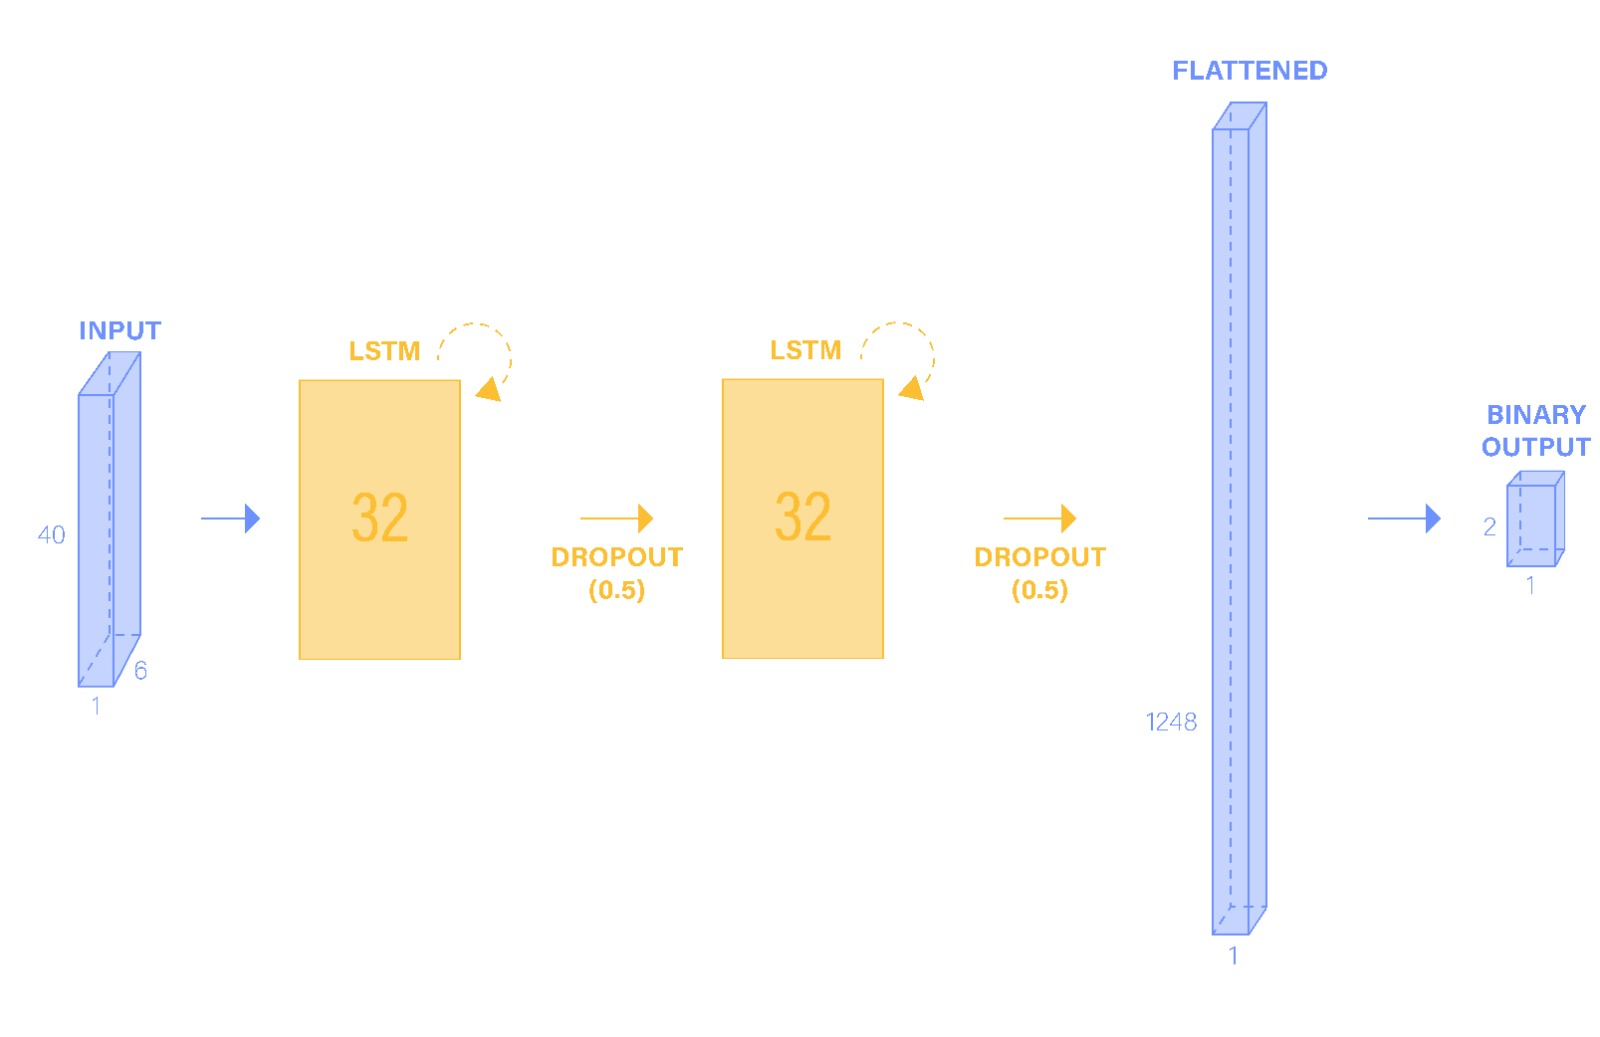 FLATTENED
INPUT
LSTM
LSTM
BINARY
OUTPUT
32
32
40
2
DROPOUT
(0.5)
DROPOUT
(0.5)
1
6
1
1248
1